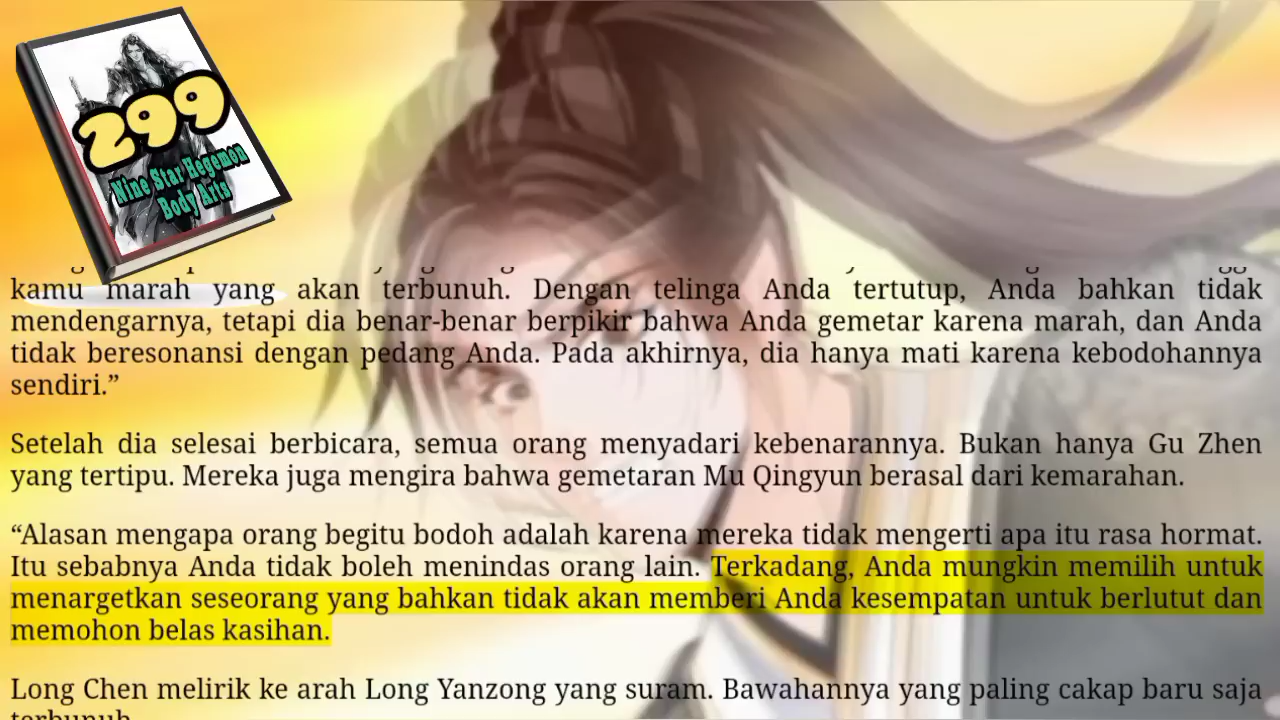 299
Nine Star Hegemon
Body Arts
kamu marah yang akan terbunuh. Dengan telinga Anda tertutup, Anda bahkan tidak
mendengarnya, tetapi dia benar-benar berpikir bahwa Anda gemetar karena marah, dan Anda
tidak beresonansi dengan pedang Anda. Pada akhirnya, dia hanya mati karena kebodohannya
sendiri.”
Setelah dia selesai berbicara, semua orang menyadari kebenarannya. Bukan hanya Gu Zhen
yang tertipu. Mereka juga mengira bahwa gemetaran Mu Qingyun berasal dari kemarahan.
“Alasan mengapa orang begitu bodoh adalah karena mereka tidak mengerti apa itu rasa hormat.
Itu sebabnya Anda tidak boleh menindas orang lain. Terkadang, Anda mungkin memilih untuk
menargetkan seseorang yang bahkan tidak akan memberi Anda kesempatan untuk berlutut dan
memohon belas kasihan.
Long Chen melirik ke arah Long Yanzong yang suram. Bawahannya yang paling cakap baru saja
terbunuh.